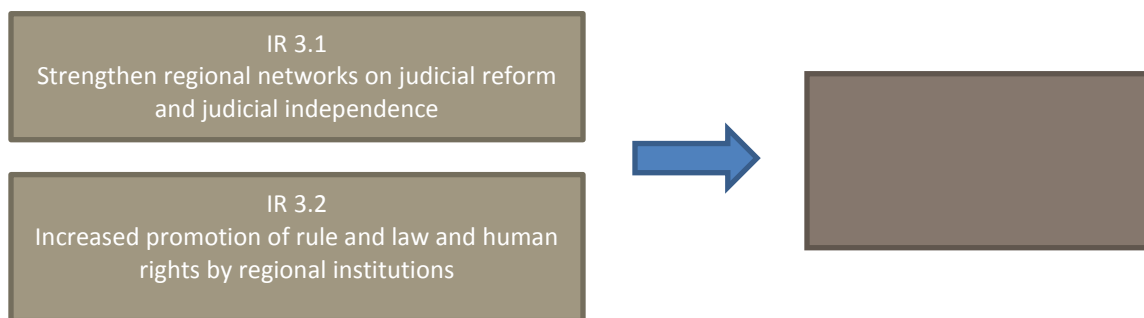 IR 3.1
Strengthen regional networks on judicial reform
and judicial independence
IR 3.2
Increased promotion of rule and law and human
rights by regional institutions